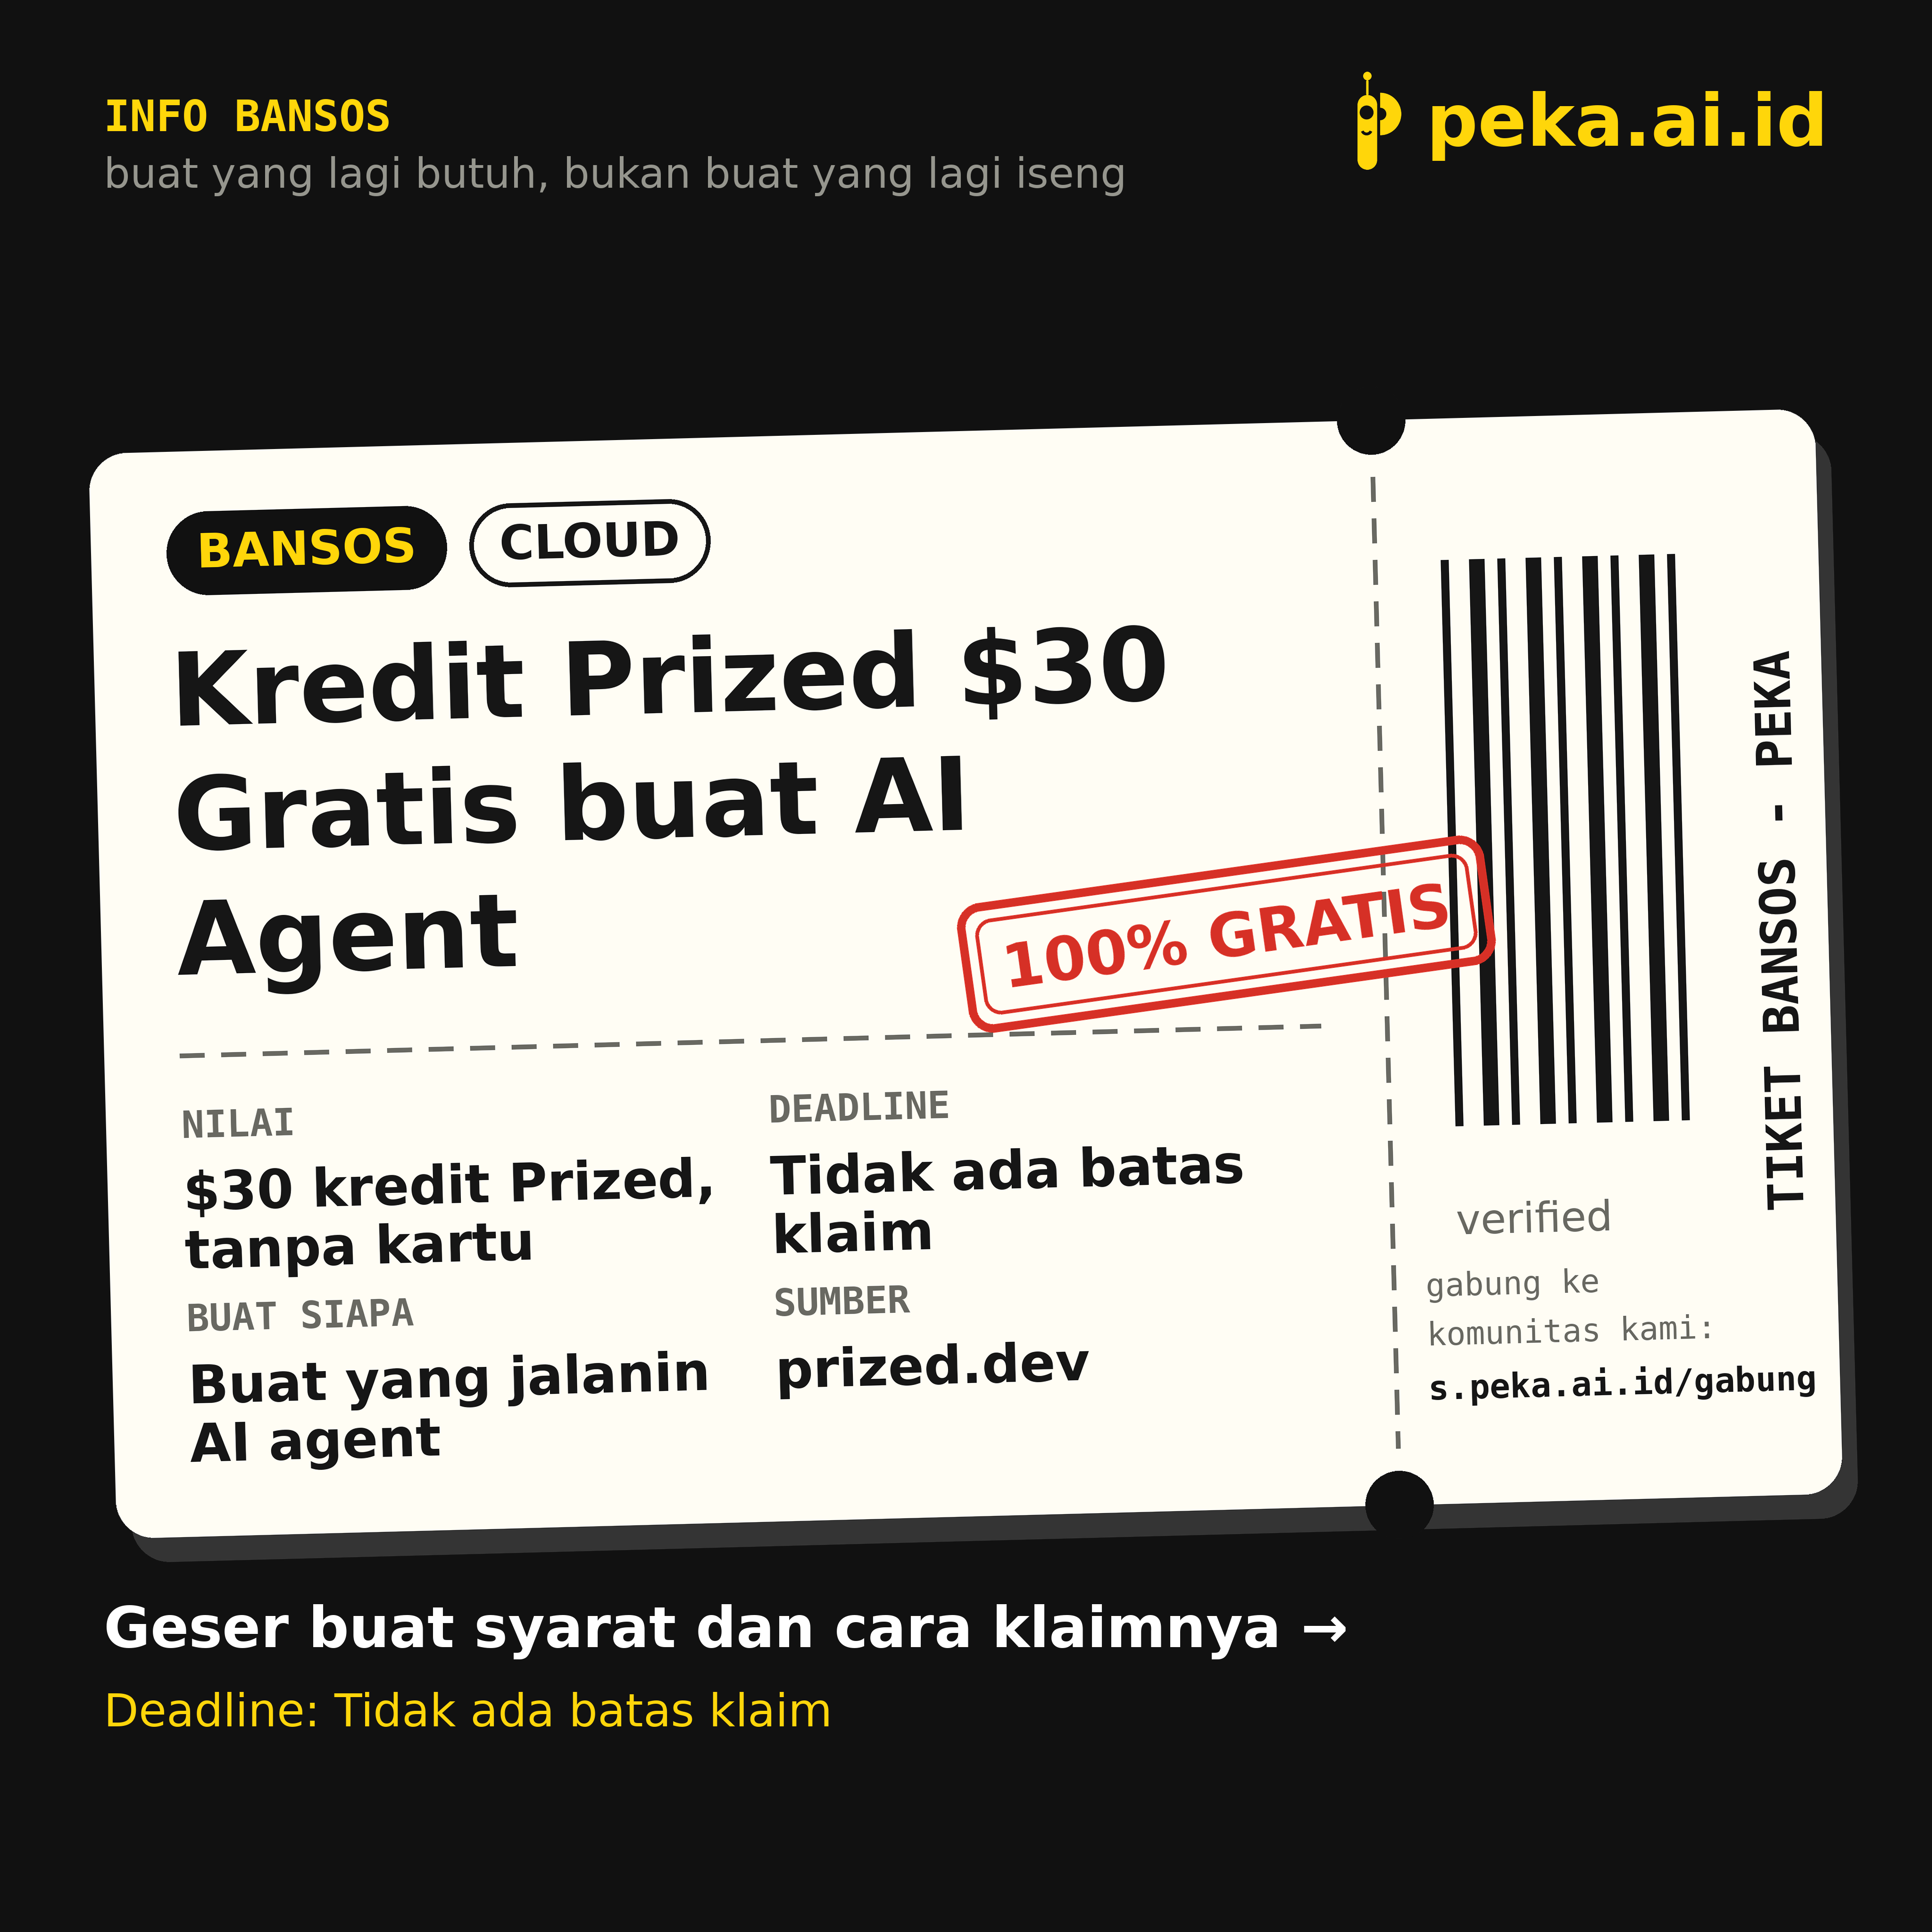 INFO BANSOS
buat yang lagi butuh, bukan buat yang lagi iseng
peka.ai.id
BANSOS
CLOUD
Kredit Prized $30
Gratis buat AI
Agent
100% GRATIS
NILAI
$30 kredit Prized,
tanpa kartu
DEADLINE
Tidak ada batas
klaim
BUAT SIAPA
Buat yang jalanin
AI agent
SUMBER
prized.dev
TIKET BANSOS - PEKA
verified
gabung ke
komunitas kami:
s.peka.ai.id/gabung
Geser buat syarat dan cara klaimnya →
Deadline: Tidak ada batas klaim